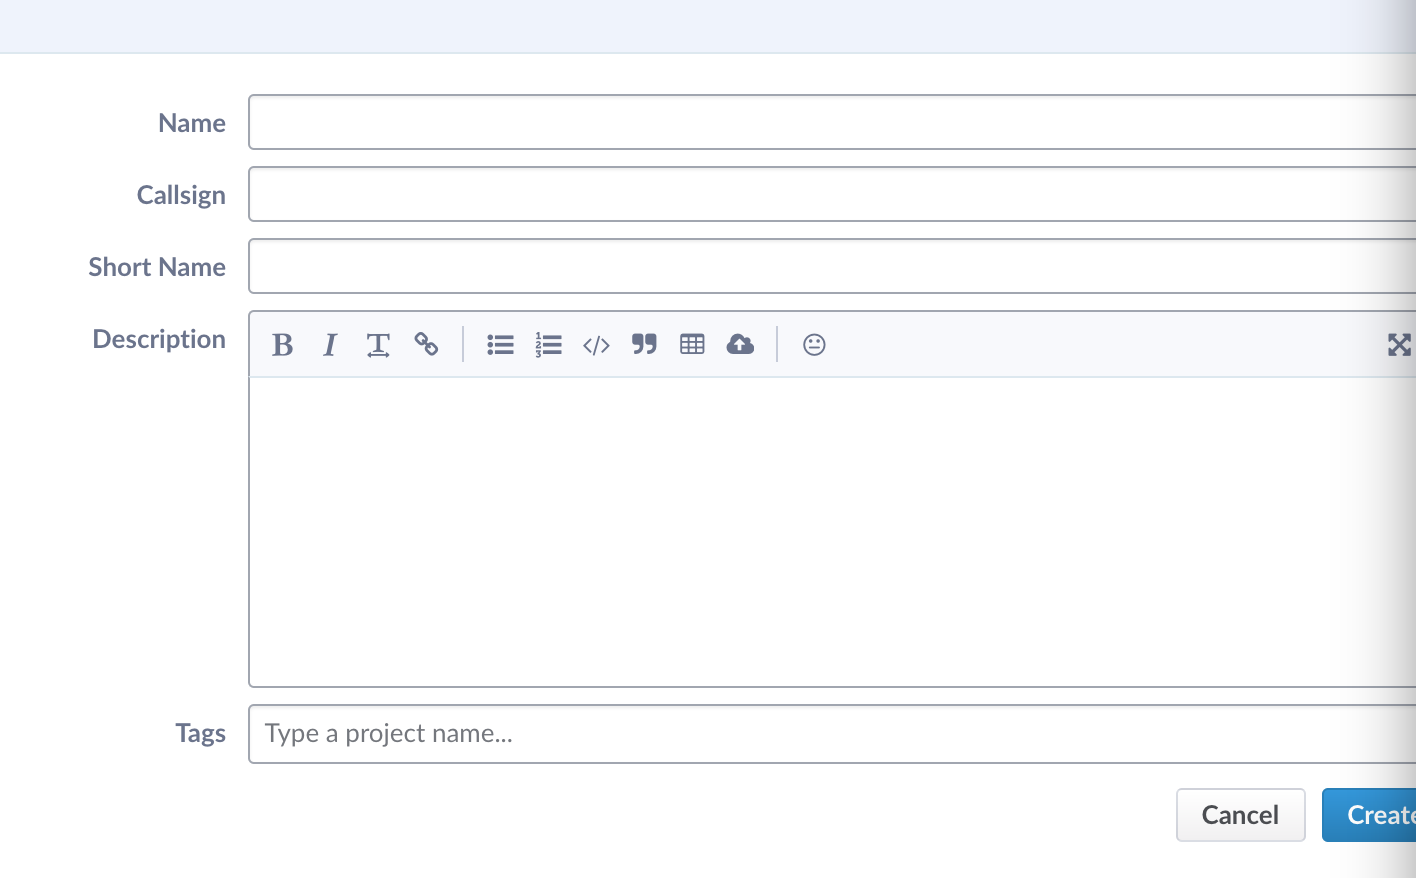 Name
Callsign
Short Name
Description
Tags
Type a project name...
Cancel
Create